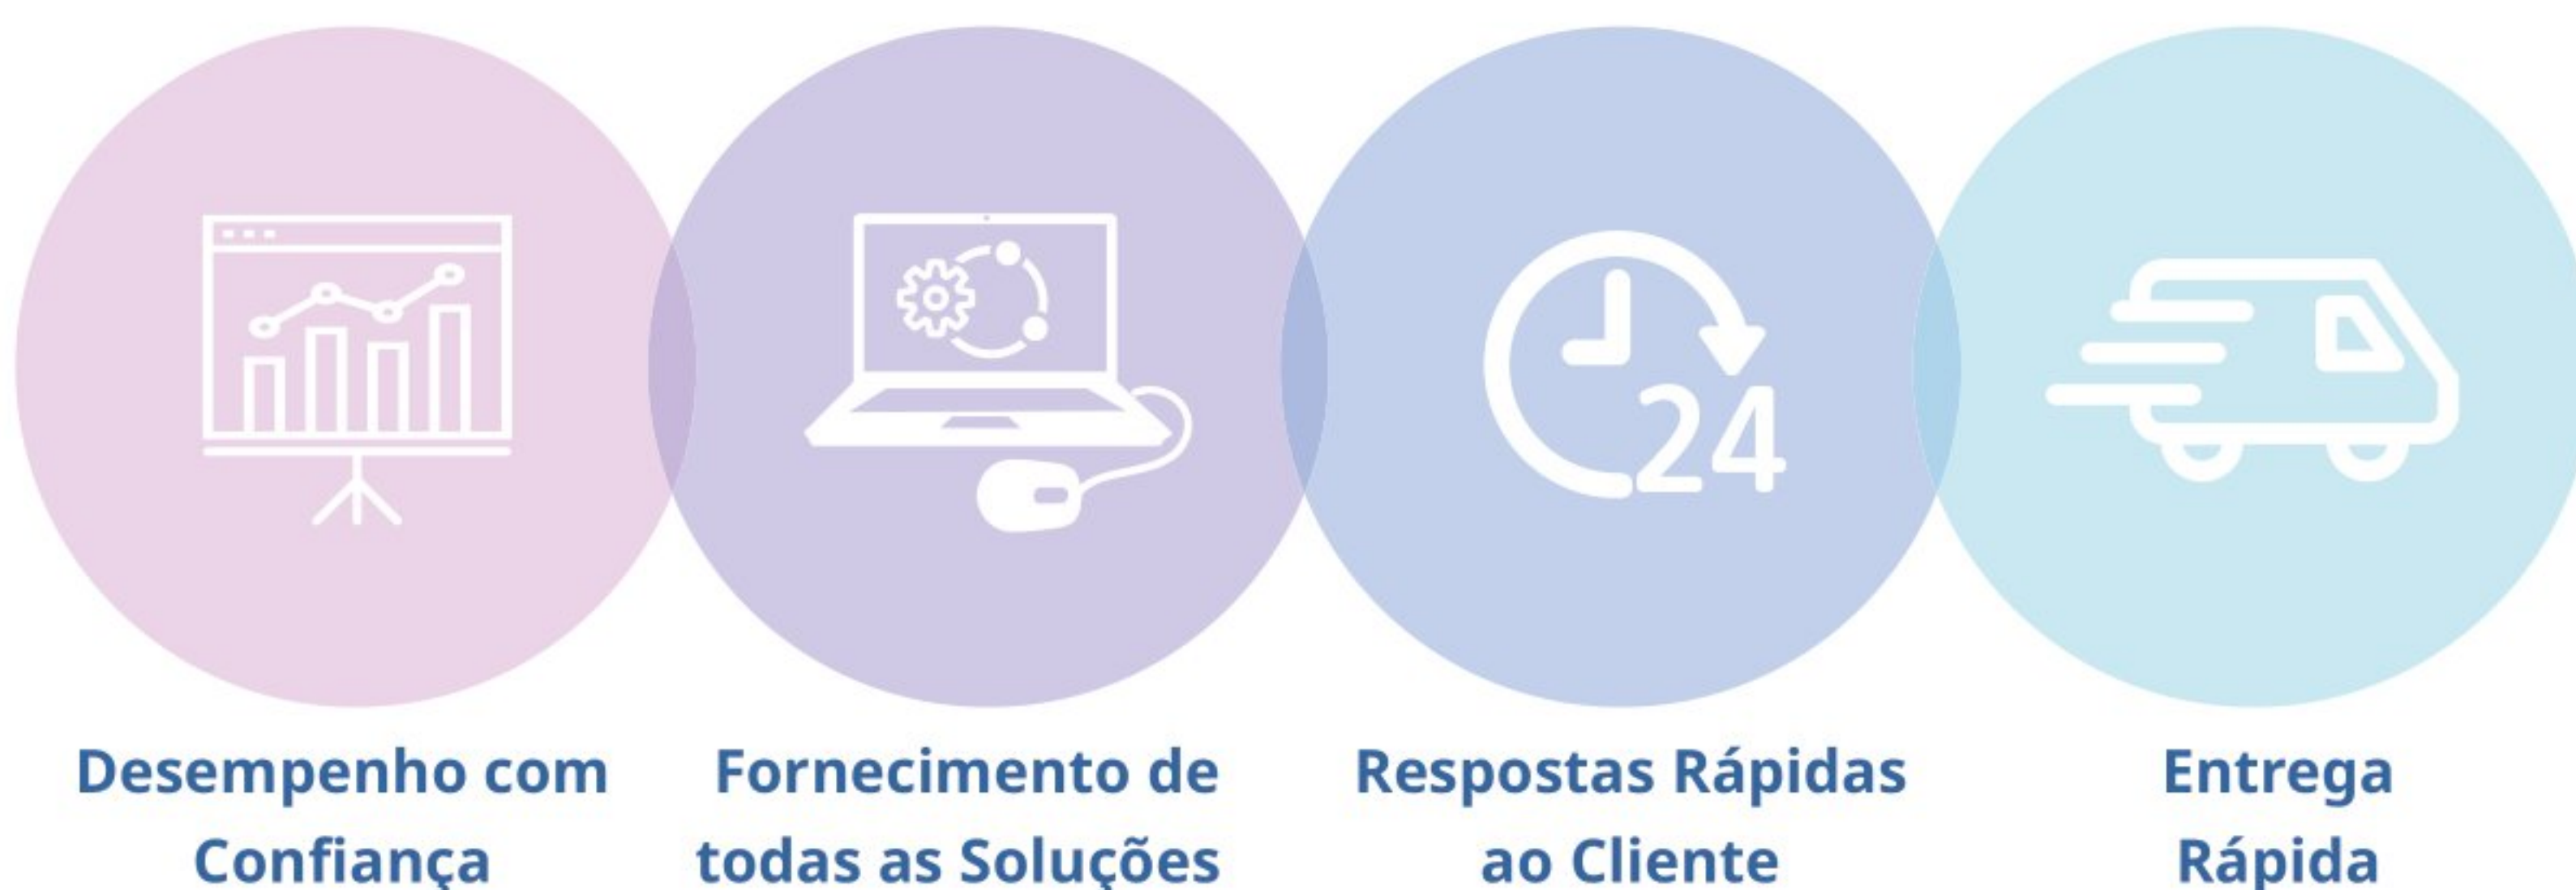 24
Desempenho com
Confiança
Fornecimento de
todas as Soluções
Respostas Rápidas
ao Cliente
Entrega
Rápida